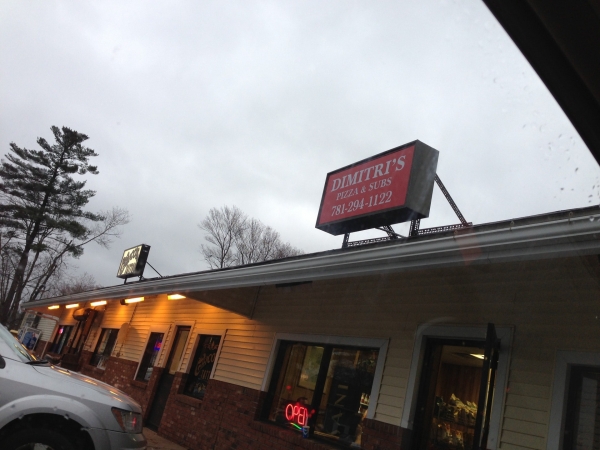 DIMITRI'S
PIZZA & SUBS
781-294-1122
OPEN